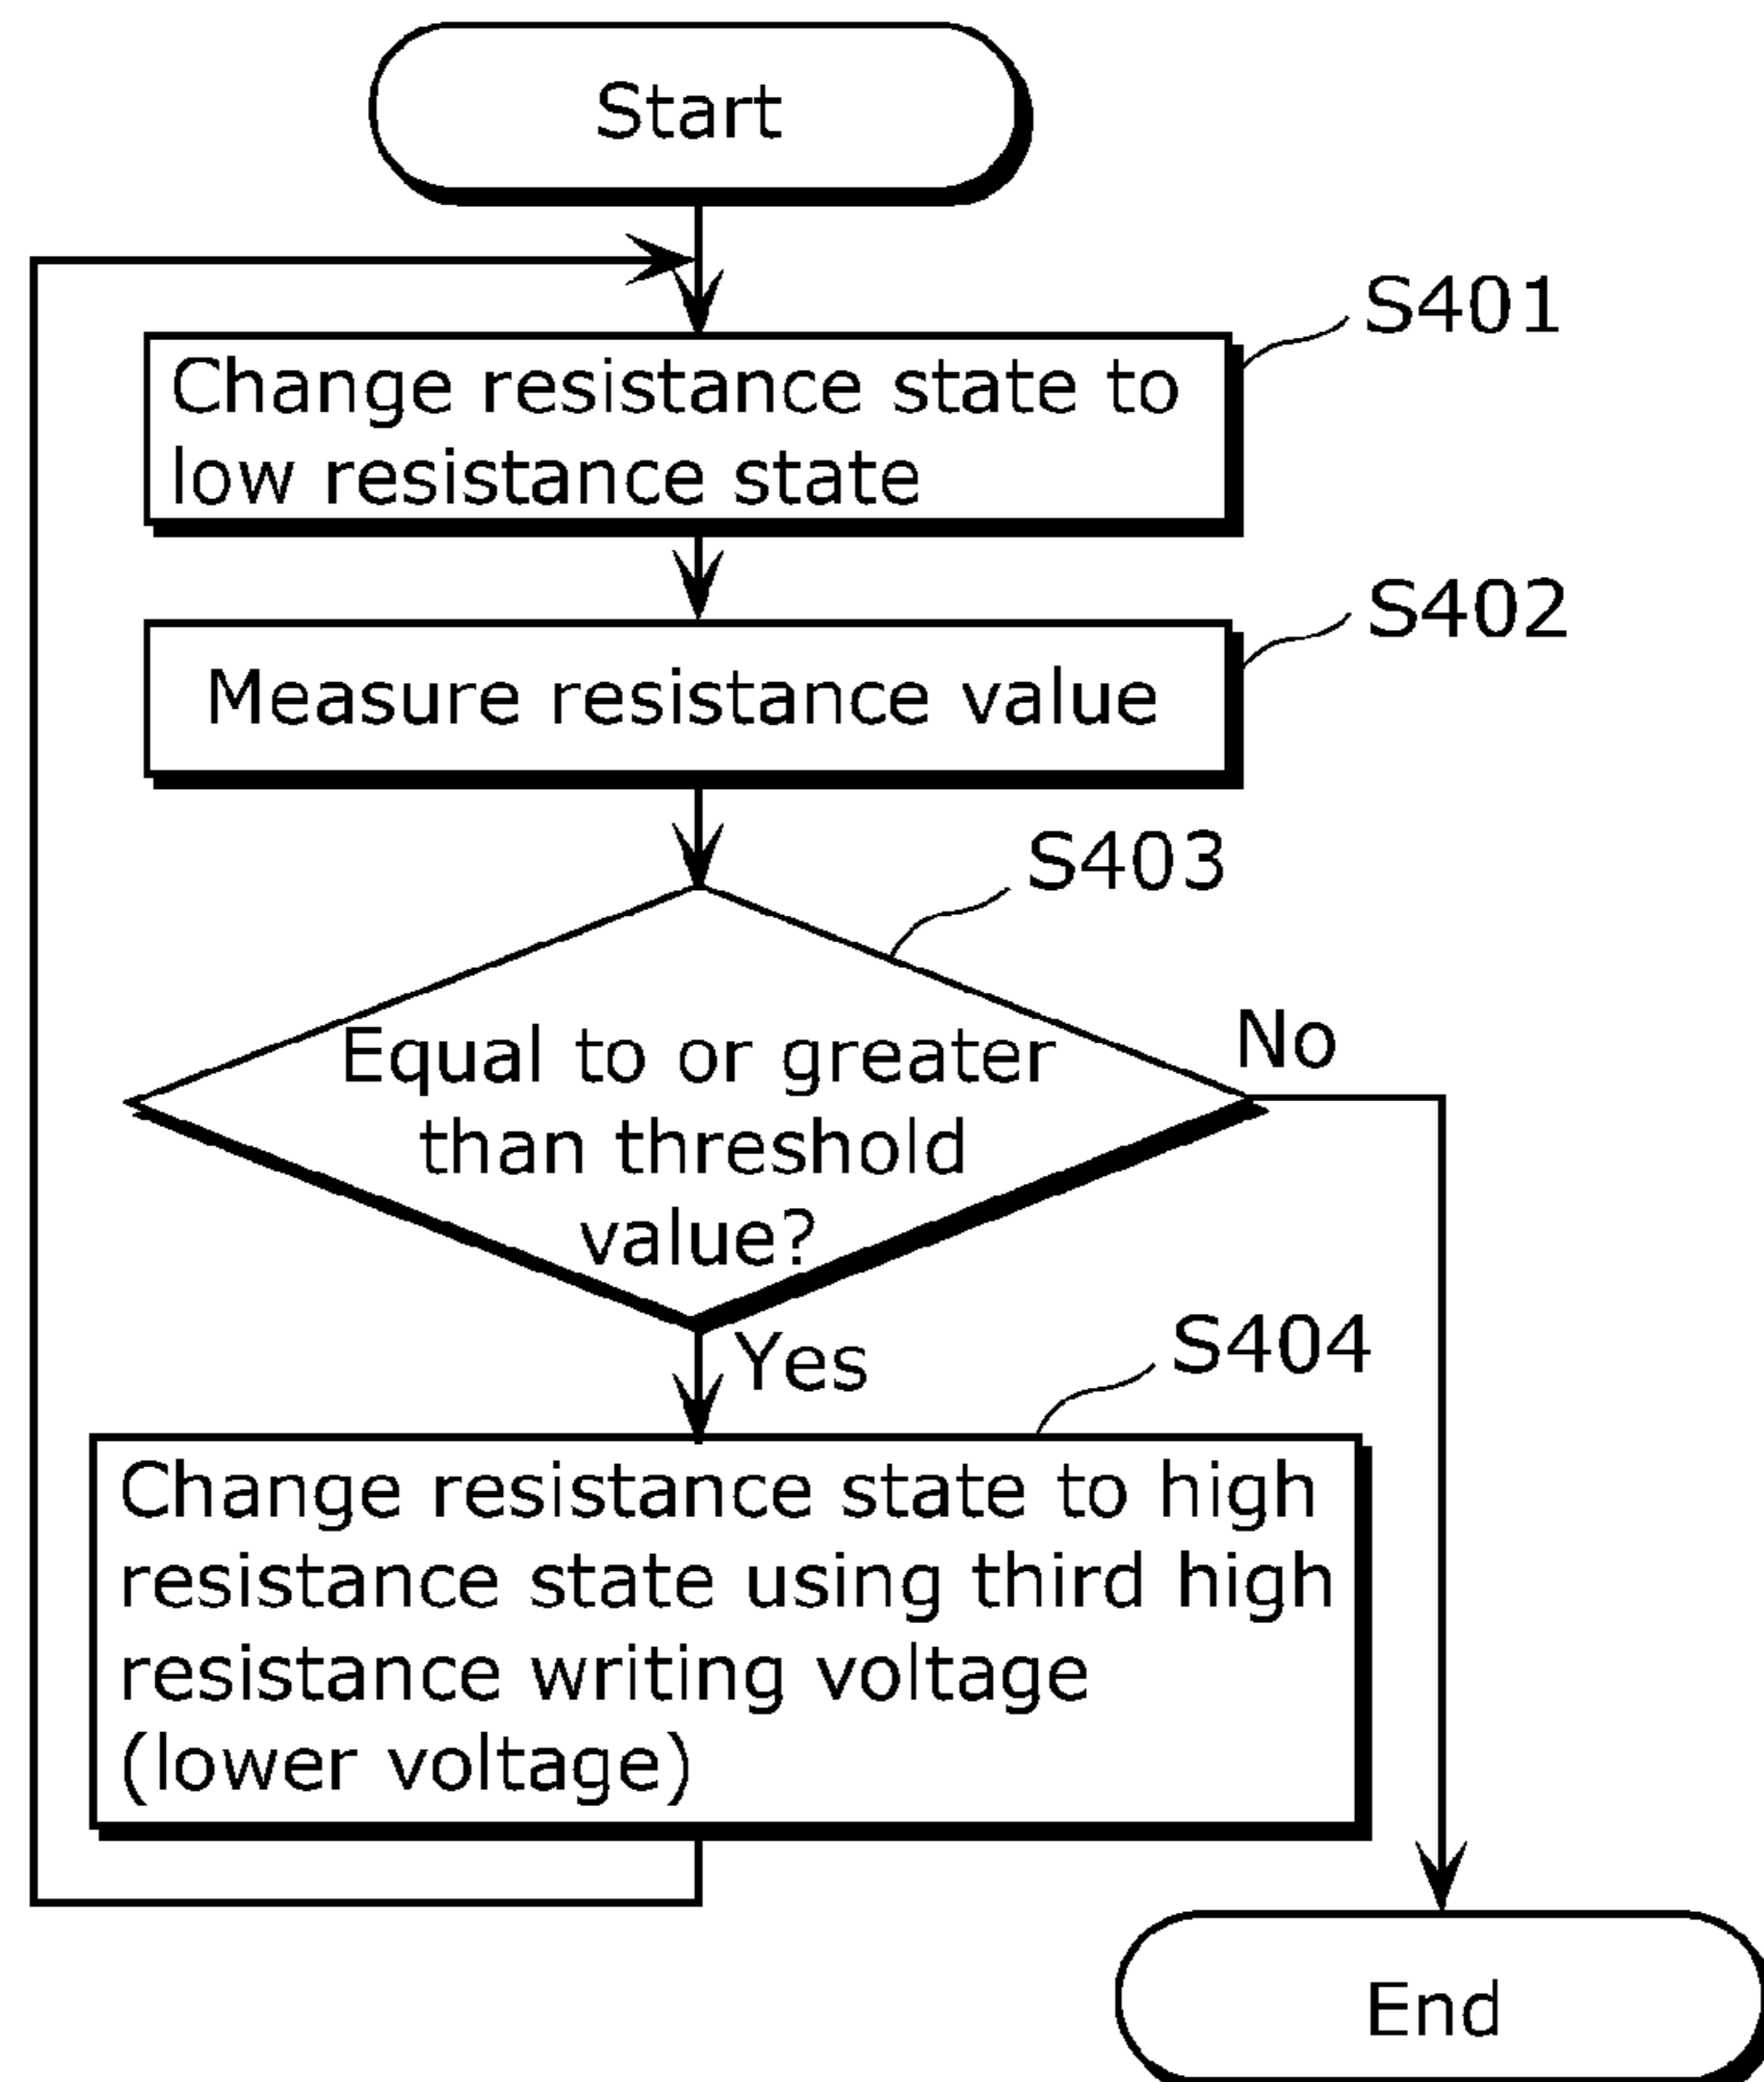 Start
S401
Change resistance state to
low resistance state
S402
Measure resistance value
S403
Equal to or greater
than threshold
value?
No
Yes
S404
Change resistance state to high
resistance state using third high
resistance writing voltage
(lower voltage)
End